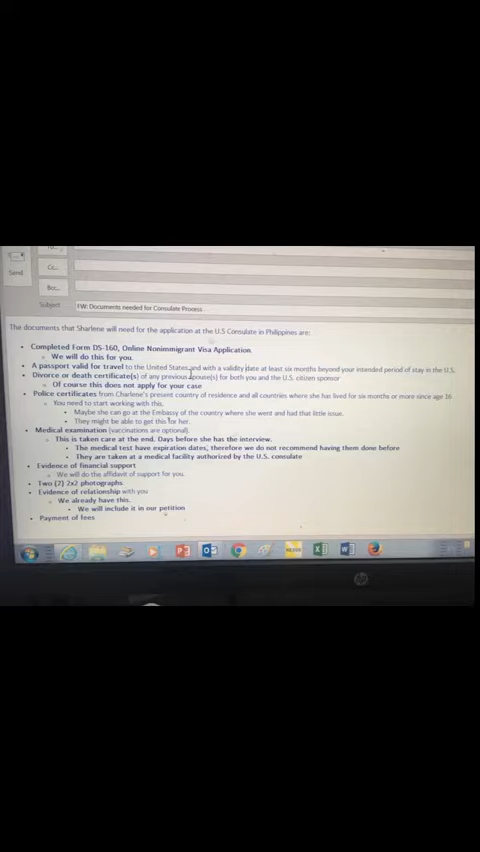 To...
Send
Cc...
Bcc...
Subject
FW: Documents needed for Consulate Process
The documents that Sharlene will need for the application at the U.S Consulate in Philippines are:
• Completed Form DS-160, Online Nonimmigrant Visa Application.
o We will do this for you.
• A passport valid for travel to the United States and with a validity date at least six months beyond your intended period of stay in the U.S.
• Divorce or death certificate(s) of any previous spouse(s) for both you and the U.S. citizen sponsor
o Of course this does not apply for your case
• Police certificates from Charlene's present country of residence and all countries where she has lived for six months or more since age 16
o You need to start working with this.
▪ Maybe she can go at the Embassy of the country where she went and had that little issue.
▪ They might be able to get this for her.
• Medical examination (vaccinations are optional).
o This is taken care at the end. Days before she has the interview.
▪ The medical test have expiration dates, therefore we do not recommend having them done before
▪ They are taken at a medical facility authorized by the U.S. consulate
• Evidence of financial support
o We will do the affidavit of support for you.
• Two (2) 2x2 photographs.
• Evidence of relationship with you
o We already have this.
▪ We will include it in our petition
• Payment of fees
hp